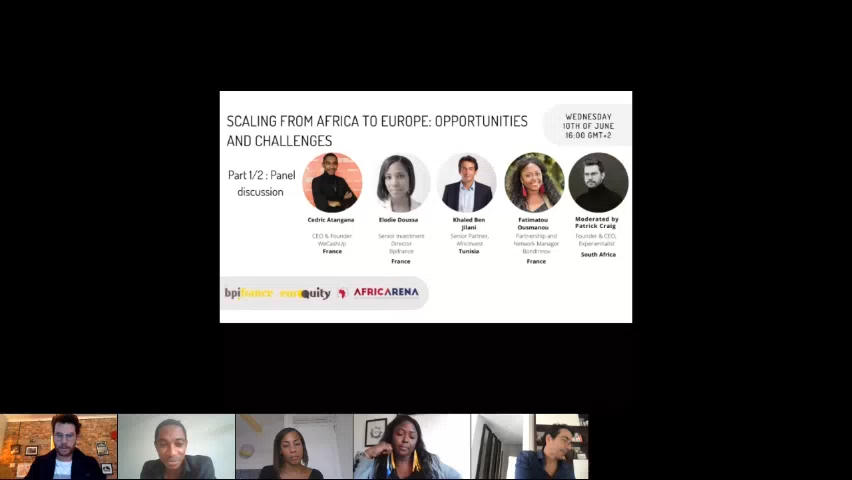 SCALING FROM AFRICA TO EUROPE: OPPORTUNITIES
AND CHALLENGES
WEDNESDAY
10TH OF JUNE
16:00 GMT+2
Part 1/2 : Panel
discussion
Cedric Atangana
CEO & Founder
WeCashUp
France
Elodie Doussa
Senior Investment
Director
Bpifrance
France
Khaled Ben
Jilani
Senior Partner,
AfricInvest
Tunisia
Fatimatou
Ousmanou
Partnership and
Network Manager
Bond'innov
France
Moderated by
Patrick Craig
Founder & CEO,
Experientialist
South Africa
bpifrance
euroquity
AFRICARENA